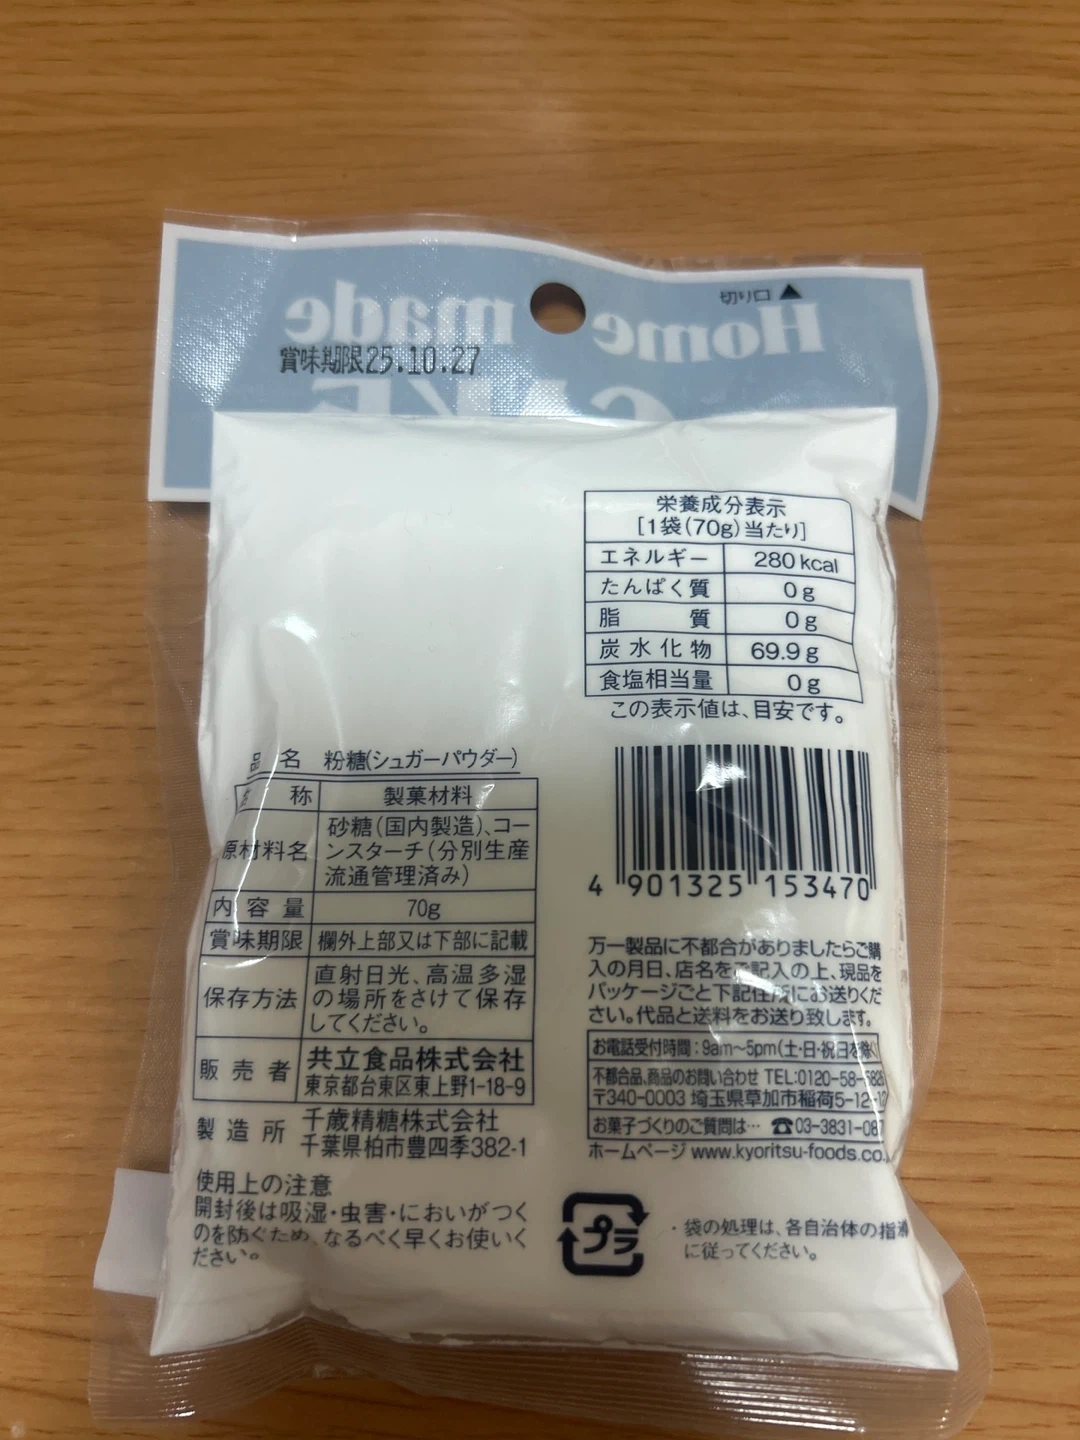 切り口▲
Home made
賞味期限25.10.27
CAKE
栄養成分表示
[1袋(70g)当たり]
エネルギー 280kcal
たんぱく質 0g
脂質 0g
炭水化物 69.9g
食塩相当量 0g
この表示値は、目安です。
品名 粉糖(シュガーパウダー)
名称 製菓材料
原材料名 砂糖(国内製造)、コー
ンスターチ(分別生産
流通管理済み)
内容量 70g
賞味期限 欄外上部又は下部に記載
保存方法 直射日光、高温多湿
の場所をさけて保存
してください。
販売者 共立食品株式会社
東京都台東区東上野1-18-9
製造所 千歳精糖株式会社
千葉県柏市豊四季382-1
使用上の注意
開封後は吸湿・虫害・においがつく
のを防ぐため、なるべく早くお使いく
ださい。
4 901325 153470
万一製品に不都合がありましたらご購
入の月日、店名をご記入の上、現品を
パッケージごと下記住所にお送りくだ
さい。代品と送料をお送り致します。
お電話受付時間:9am〜5pm(土・日・祝日を除く)
不都合品、商品のお問い合わせ TEL:0120-58-5826
〒340-0003 埼玉県草加市稲荷5-12-
お菓子づくりのご質問は… ☎03-3831-087
ホームページ www.kyoritsu-foods.co.
プラ
・袋の処理は、各自治体の指導
に従ってください。